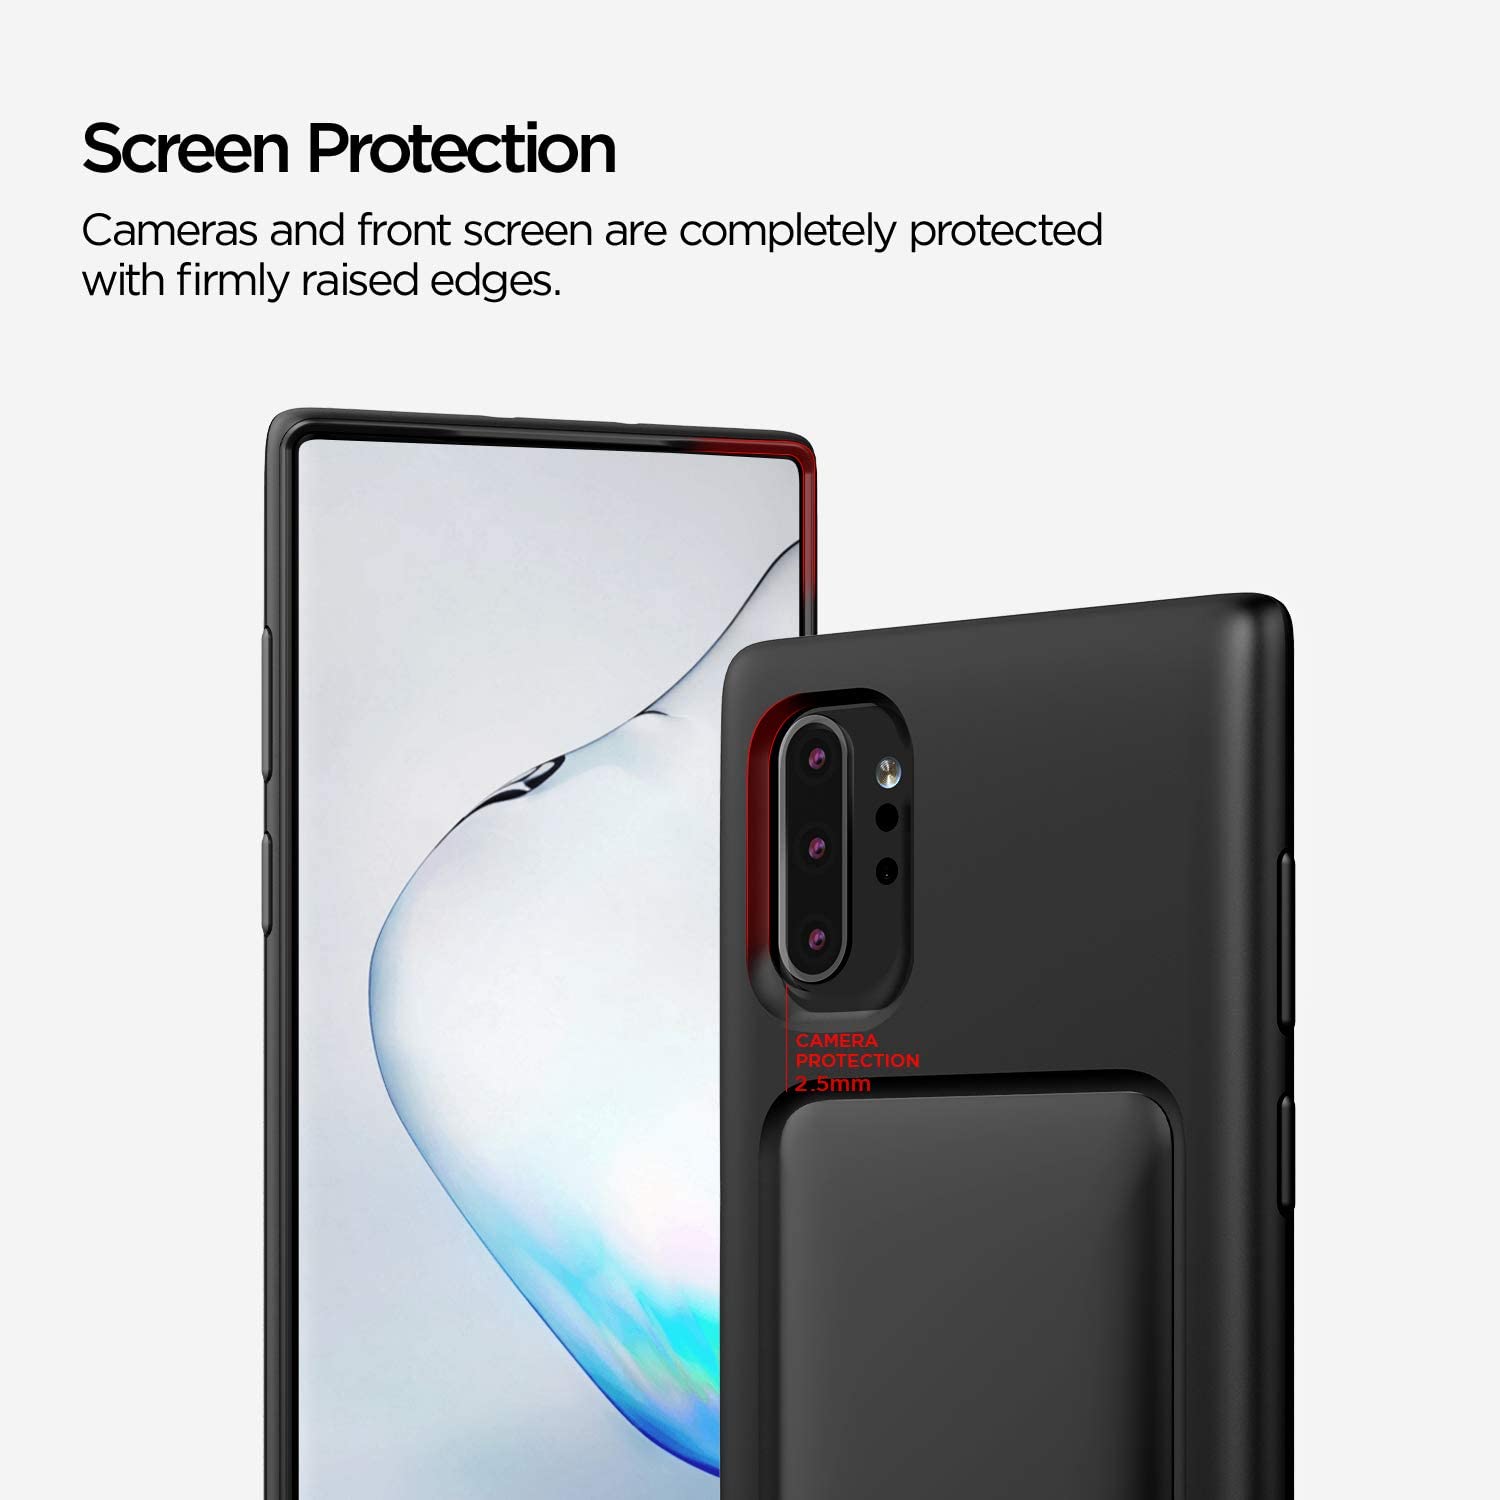 Screen Protection
Cameras and front screen are completely protected
with firmly raised edges.
CAMERA
PROTECTION
2.5mm